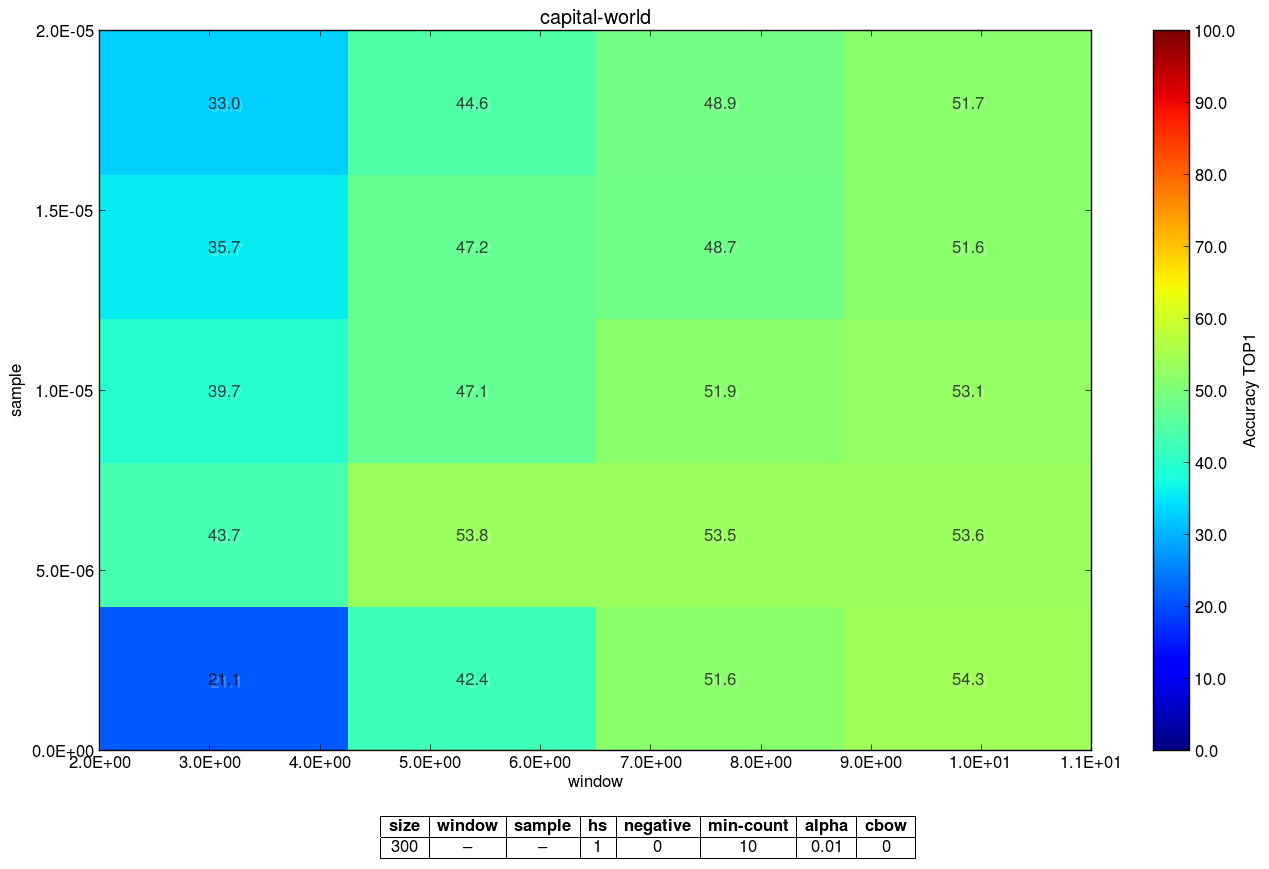 capital-world
2.0E-05
100.0
33.0 44.6 48.9 51.7
90.0
80.0
1.5E-05
35.7 47.2 48.7 51.6
70.0
60.0
sample
1.0E-05
39.7 47.1 51.9 53.1
50.0
Accuracy TOP1
40.0
43.7 53.8 53.5 53.6
30.0
5.0E-06
20.0
21.1 42.4 51.6 54.3
10.0
0.0E+00
0.0
2.0E+00 3.0E+00 4.0E+00 5.0E+00 6.0E+00 7.0E+00 8.0E+00 9.0E+00 1.0E+01 1.1E+01
window
size window sample hs negative min-count alpha cbow
300 – – 1 0 10 0.01 0